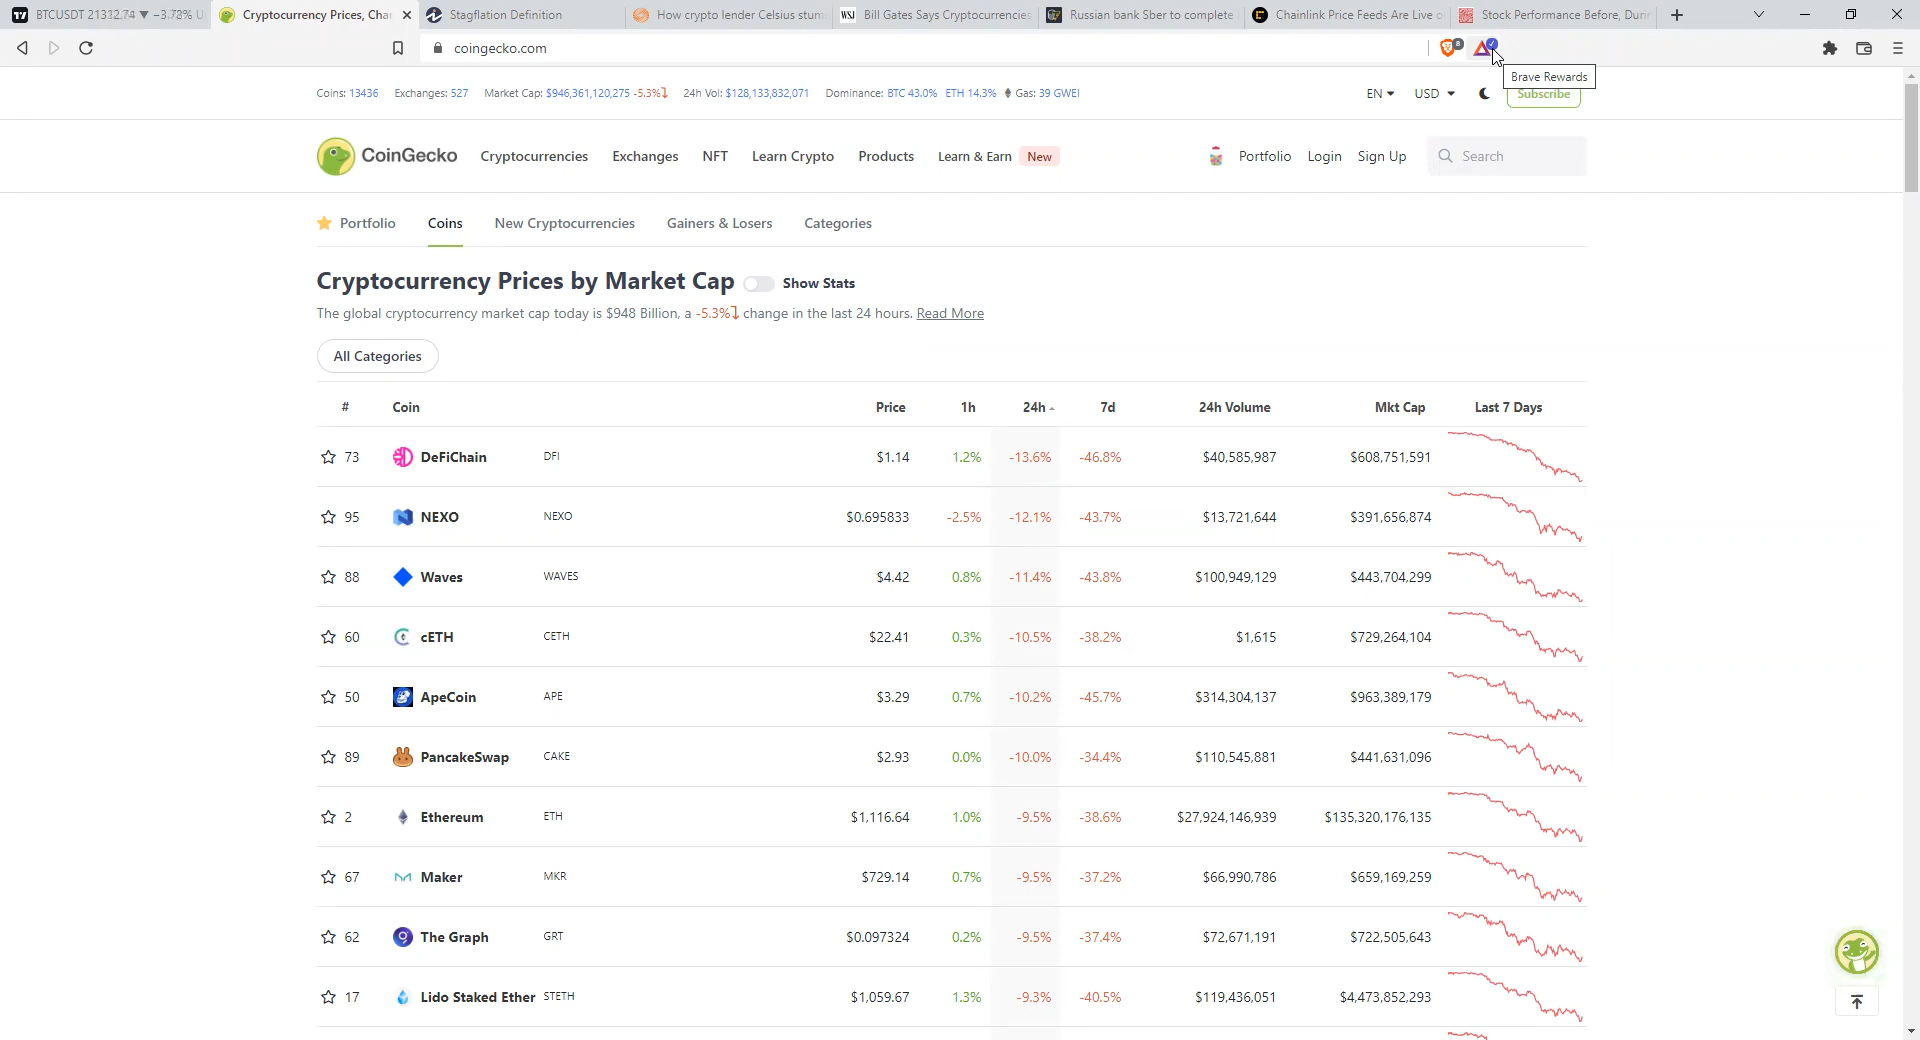 BTCUSDT 21332.74 ▼ −3.72% U
Cryptocurrency Prices, Cha
Stagflation Definition
How crypto lender Celsius stum
WSJ Bill Gates Says Cryptocurrencies
Russian bank Sber to complete
Chainlink Price Feeds Are Live o
Stock Performance Before, Durin
coingecko.com
8
Brave Rewards
Coins: 13436 Exchanges: 527 Market Cap: $946,361,120,275 -5.3% 24h Vol: $128,133,832,071 Dominance: BTC 43.0% ETH 14.3% Gas: 39 GWEI
EN USD Subscribe
CoinGecko Cryptocurrencies Exchanges NFT Learn Crypto Products Learn & Earn New Portfolio Login Sign Up Search
Portfolio Coins New Cryptocurrencies Gainers & Losers Categories
Cryptocurrency Prices by Market Cap Show Stats
The global cryptocurrency market cap today is $948 Billion, a -5.3% change in the last 24 hours. Read More
All Categories
# Coin Price 1h 24h 7d 24h Volume Mkt Cap Last 7 Days
73 DeFiChain DFI $1.14 1.2% -13.6% -46.8% $40,585,987 $608,751,591
95 NEXO NEXO $0.695833 -2.5% -12.1% -43.7% $13,721,644 $391,656,874
88 Waves WAVES $4.42 0.8% -11.4% -43.8% $100,949,129 $443,704,299
60 cETH CETH $22.41 0.3% -10.5% -38.2% $1,615 $729,264,104
50 ApeCoin APE $3.29 0.7% -10.2% -45.7% $314,304,137 $963,389,179
89 PancakeSwap CAKE $2.93 0.0% -10.0% -34.4% $110,545,881 $441,631,096
2 Ethereum ETH $1,116.64 1.0% -9.5% -38.6% $27,924,146,939 $135,320,176,135
67 Maker MKR $729.14 0.7% -9.5% -37.2% $66,990,786 $659,169,259
62 The Graph GRT $0.097324 0.2% -9.5% -37.4% $72,671,191 $722,505,643
17 Lido Staked Ether STETH $1,059.67 1.3% -9.3% -40.5% $119,436,051 $4,473,852,293